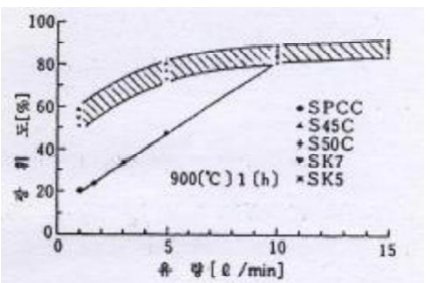 100
80
60
40
20
0
도[%]
SPCC
S45C
S50C
SK7
SK5
900(℃) 1 (h)
0 5 10 15
유 량 [ℓ/min]